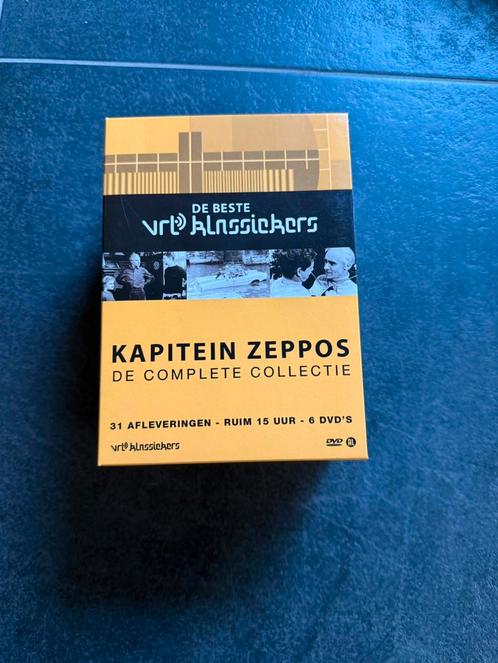 DE BESTE
vrt klassiekers
KAPITEIN ZEPPOS
DE COMPLETE COLLECTIE
31 AFLEVERINGEN - RUIM 15 UUR - 6 DVD'S
vrt klassiekers DVD NL